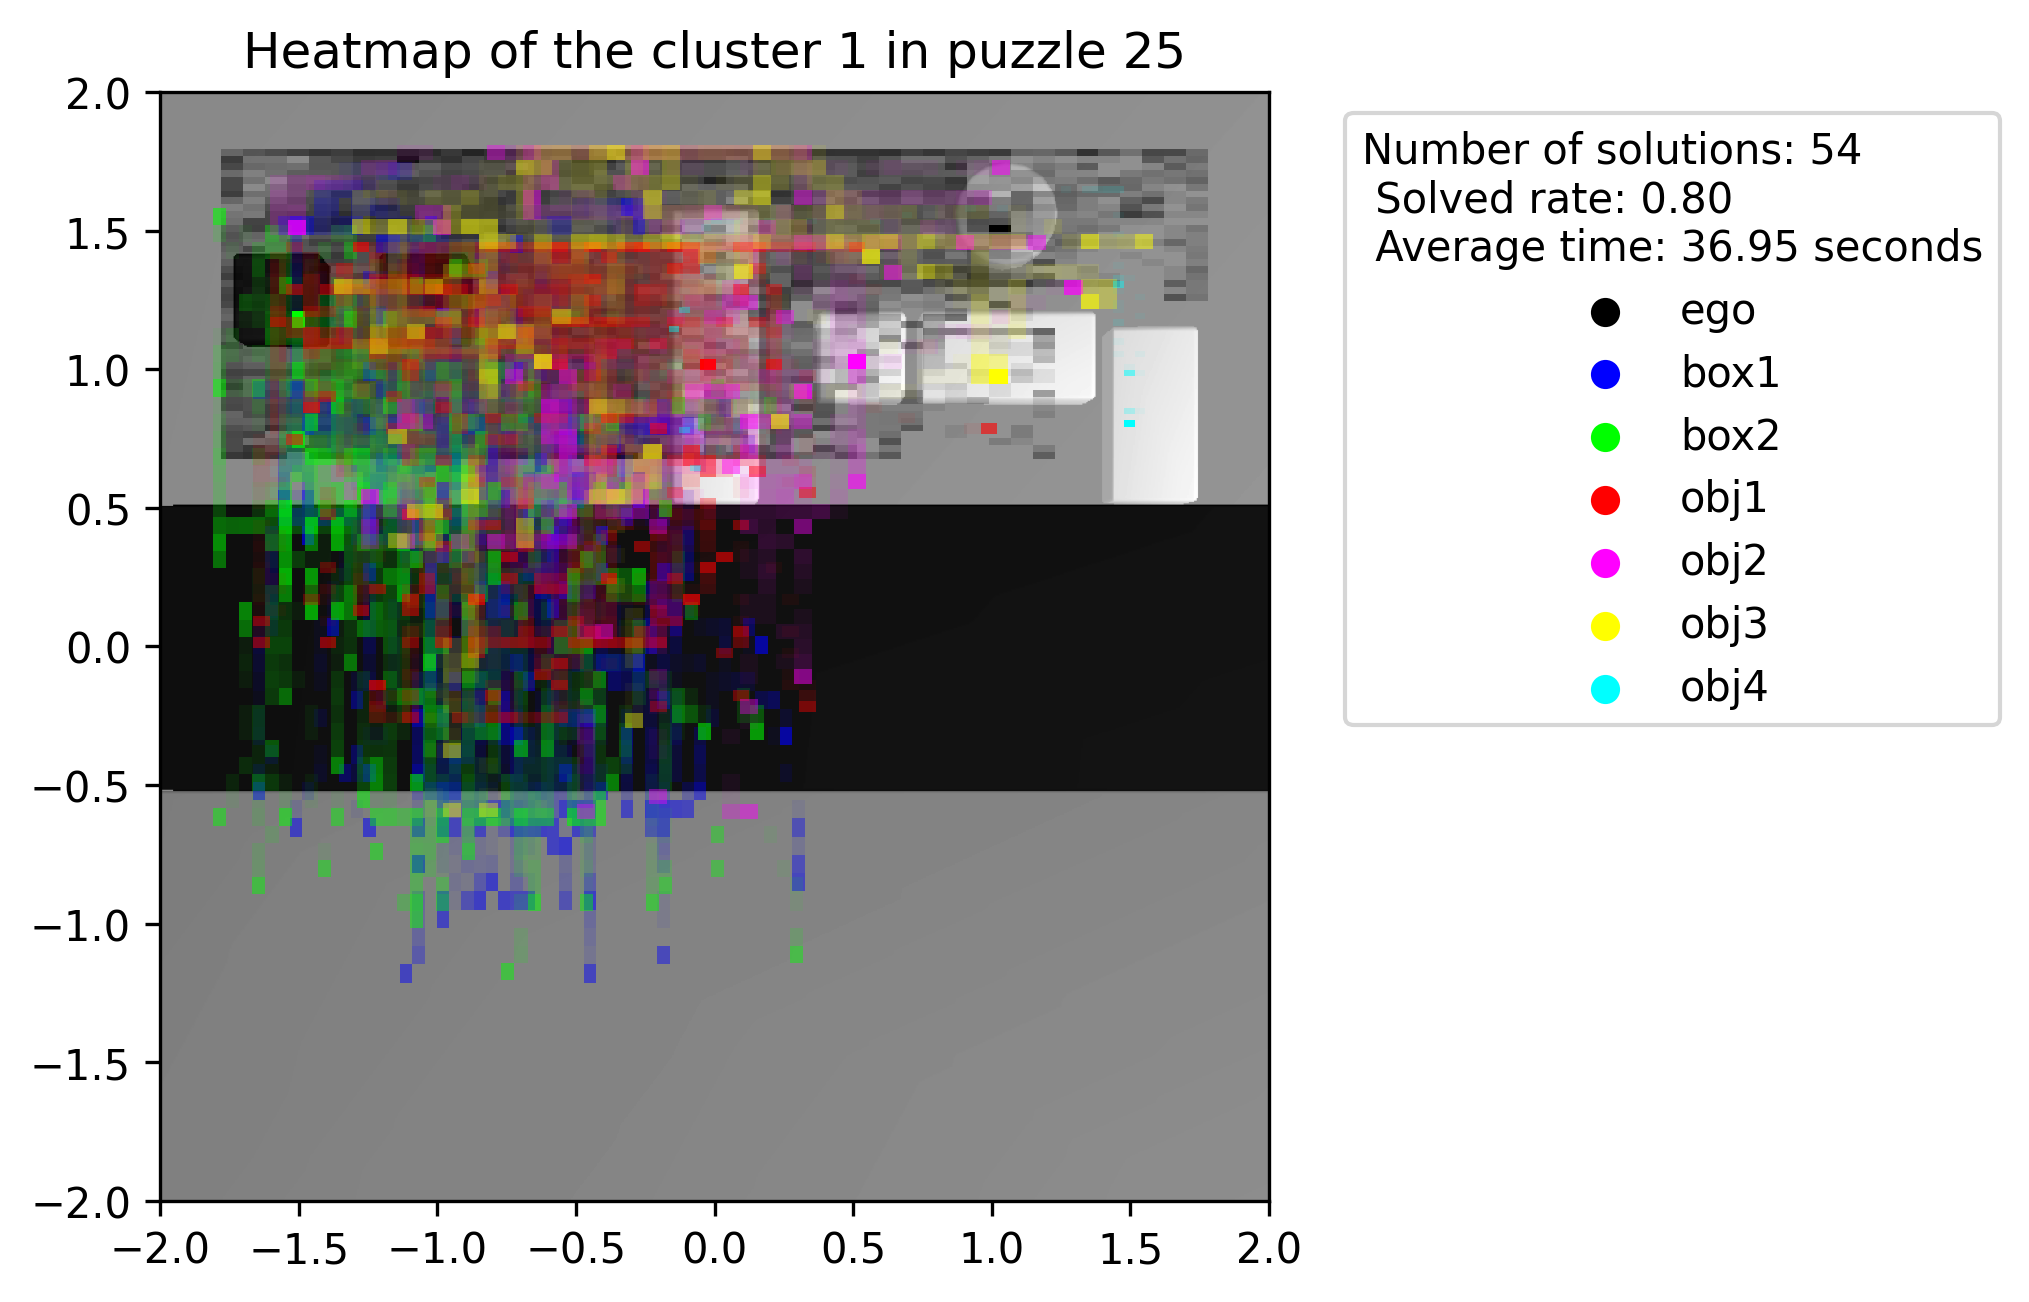 Heatmap of the cluster 1 in puzzle 25
2.0
1.5
1.0
0.5
0.0
−0.5
−1.0
−1.5
−2.0
−2.0 −1.5 −1.0 −0.5 0.0 0.5 1.0 1.5 2.0
Number of solutions: 54
Solved rate: 0.80
Average time: 36.95 seconds
ego
box1
box2
obj1
obj2
obj3
obj4